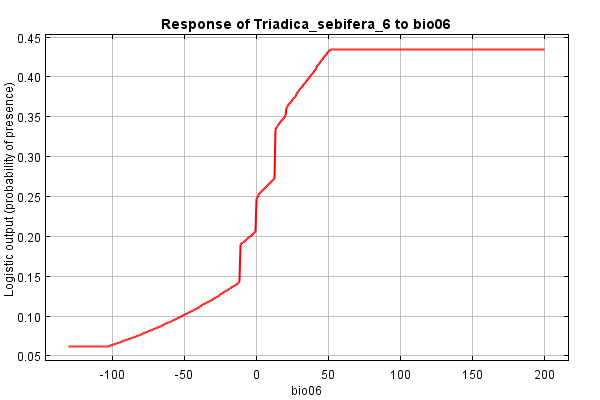 Response of Triadica_sebifera_6 to bio06
Logistic output (probability of presence)
0.45
0.40
0.35
0.30
0.25
0.20
0.15
0.10
0.05
-100 -50 0 50 100 150 200
bio06